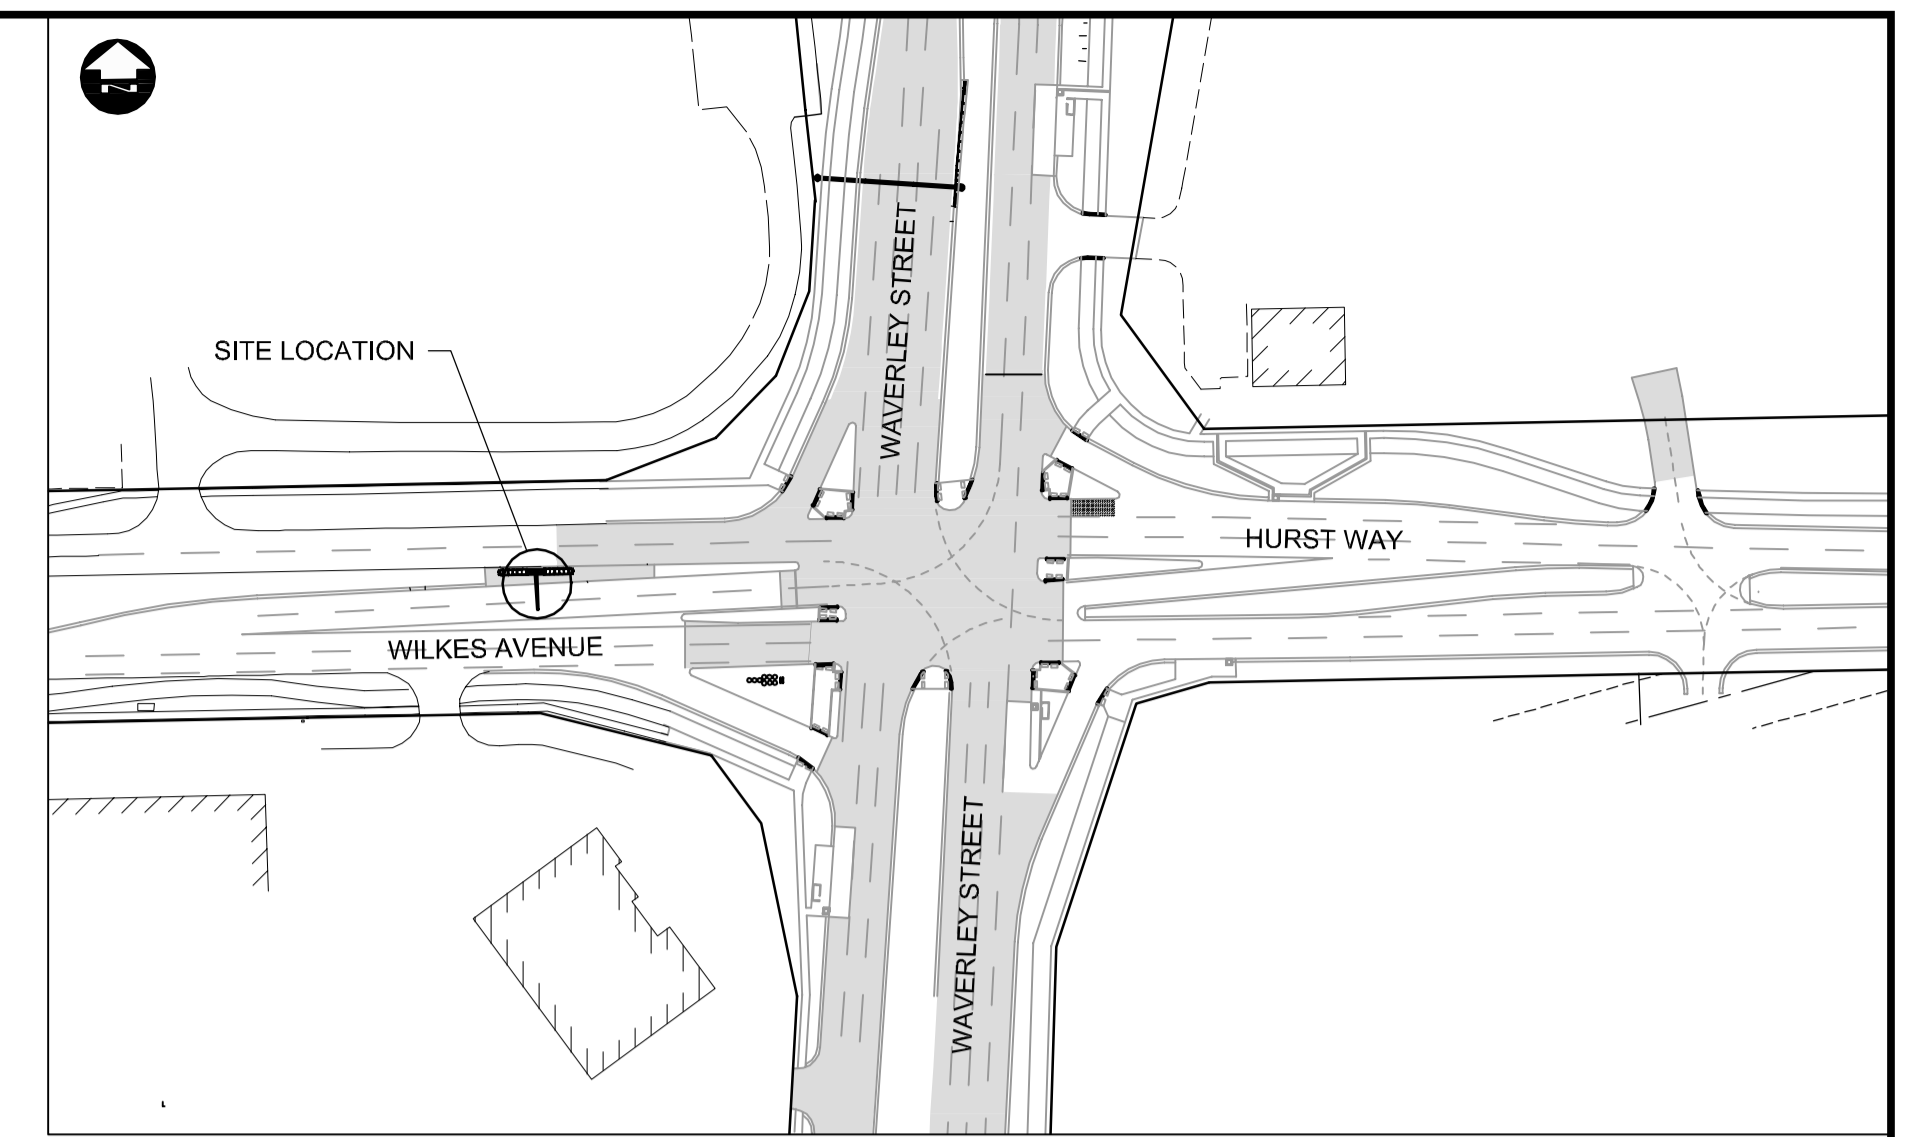 WAVERLEY STREET
SITE LOCATION
HURST WAY
WILKES AVENUE
WAVERLEY STREET